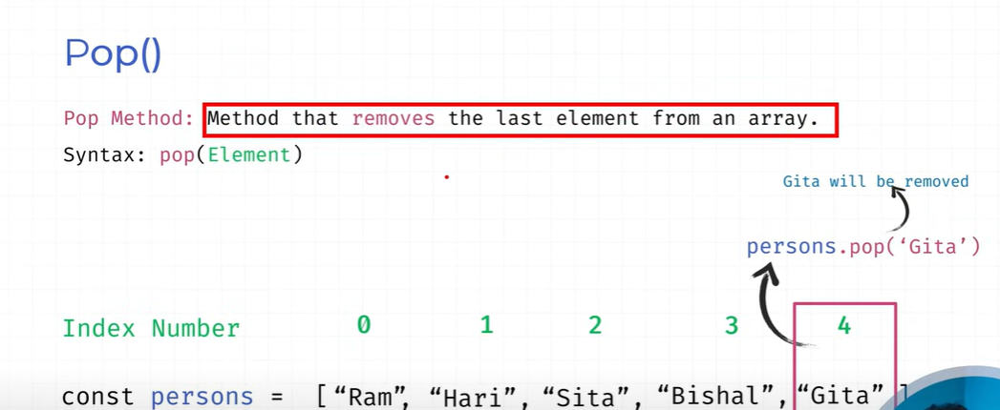 Pop()
Pop Method: Method that removes the last element from an array.
Syntax: pop(Element)
Gita will be removed
persons.pop(‘Gita’)
Index Number 0 1 2 3 4
const persons = [“Ram”, “Hari”, “Sita”, “Bishal”, “Gita” ]